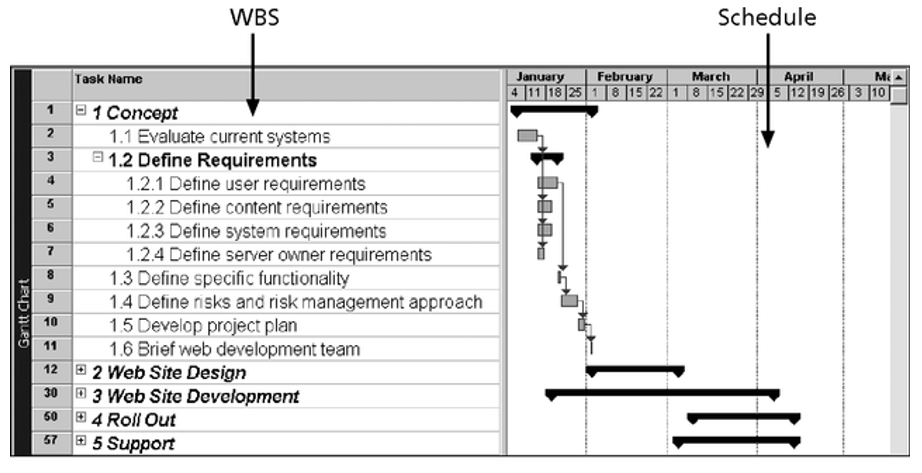 WBS Schedule
Task Name January February March April Ma
4 11 18 25 1 8 15 22 1 8 15 22 29 5 12 19 26 3 10
1 1 Concept
2 1.1 Evaluate current systems
3 1.2 Define Requirements
4 1.2.1 Define user requirements
5 1.2.2 Define content requirements
6 1.2.3 Define system requirements
7 1.2.4 Define server owner requirements
8 1.3 Define specific functionality
9 1.4 Define risks and risk management approach
10 1.5 Develop project plan
11 1.6 Brief web development team
12 2 Web Site Design
30 3 Web Site Development
50 4 Roll Out
57 5 Support
Gantt Chart